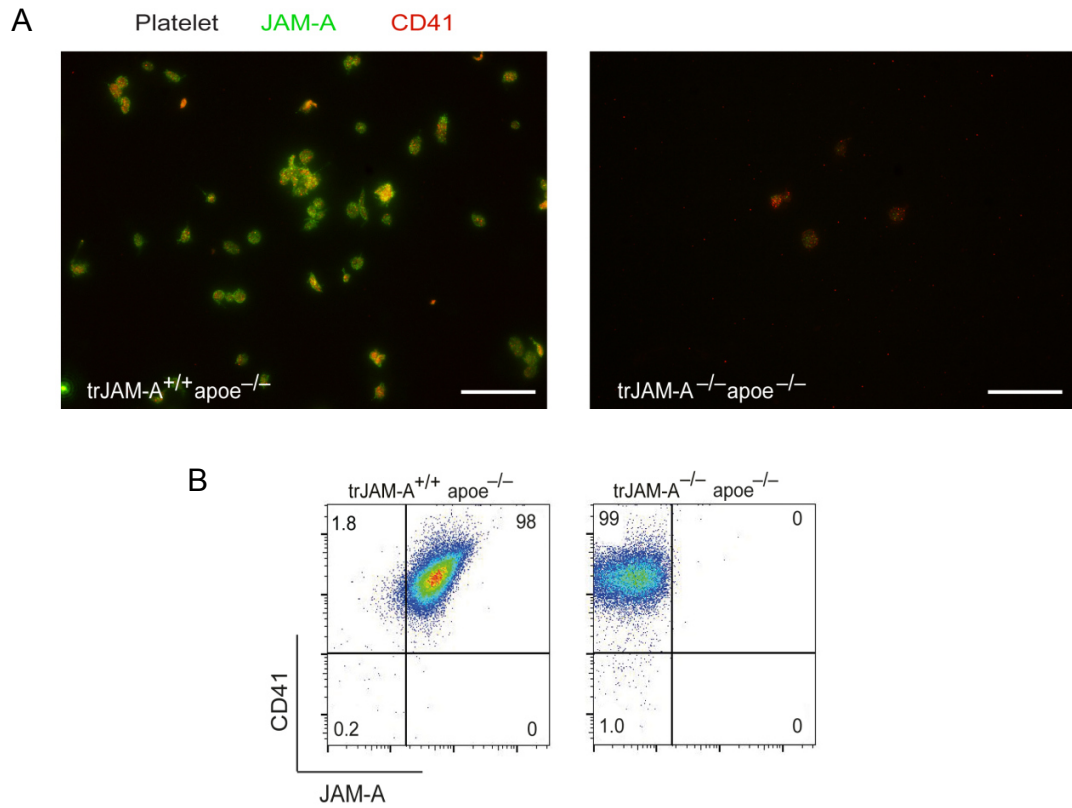 A
Platelet JAM-A CD41
trJAM-A+/+ apoe–/–
trJAM-A–/– apoe–/–
B
trJAM-A+/+ apoe–/–
trJAM-A–/– apoe–/–
1.8 98
99 0
0.2 0
1.0 0
CD41
JAM-A